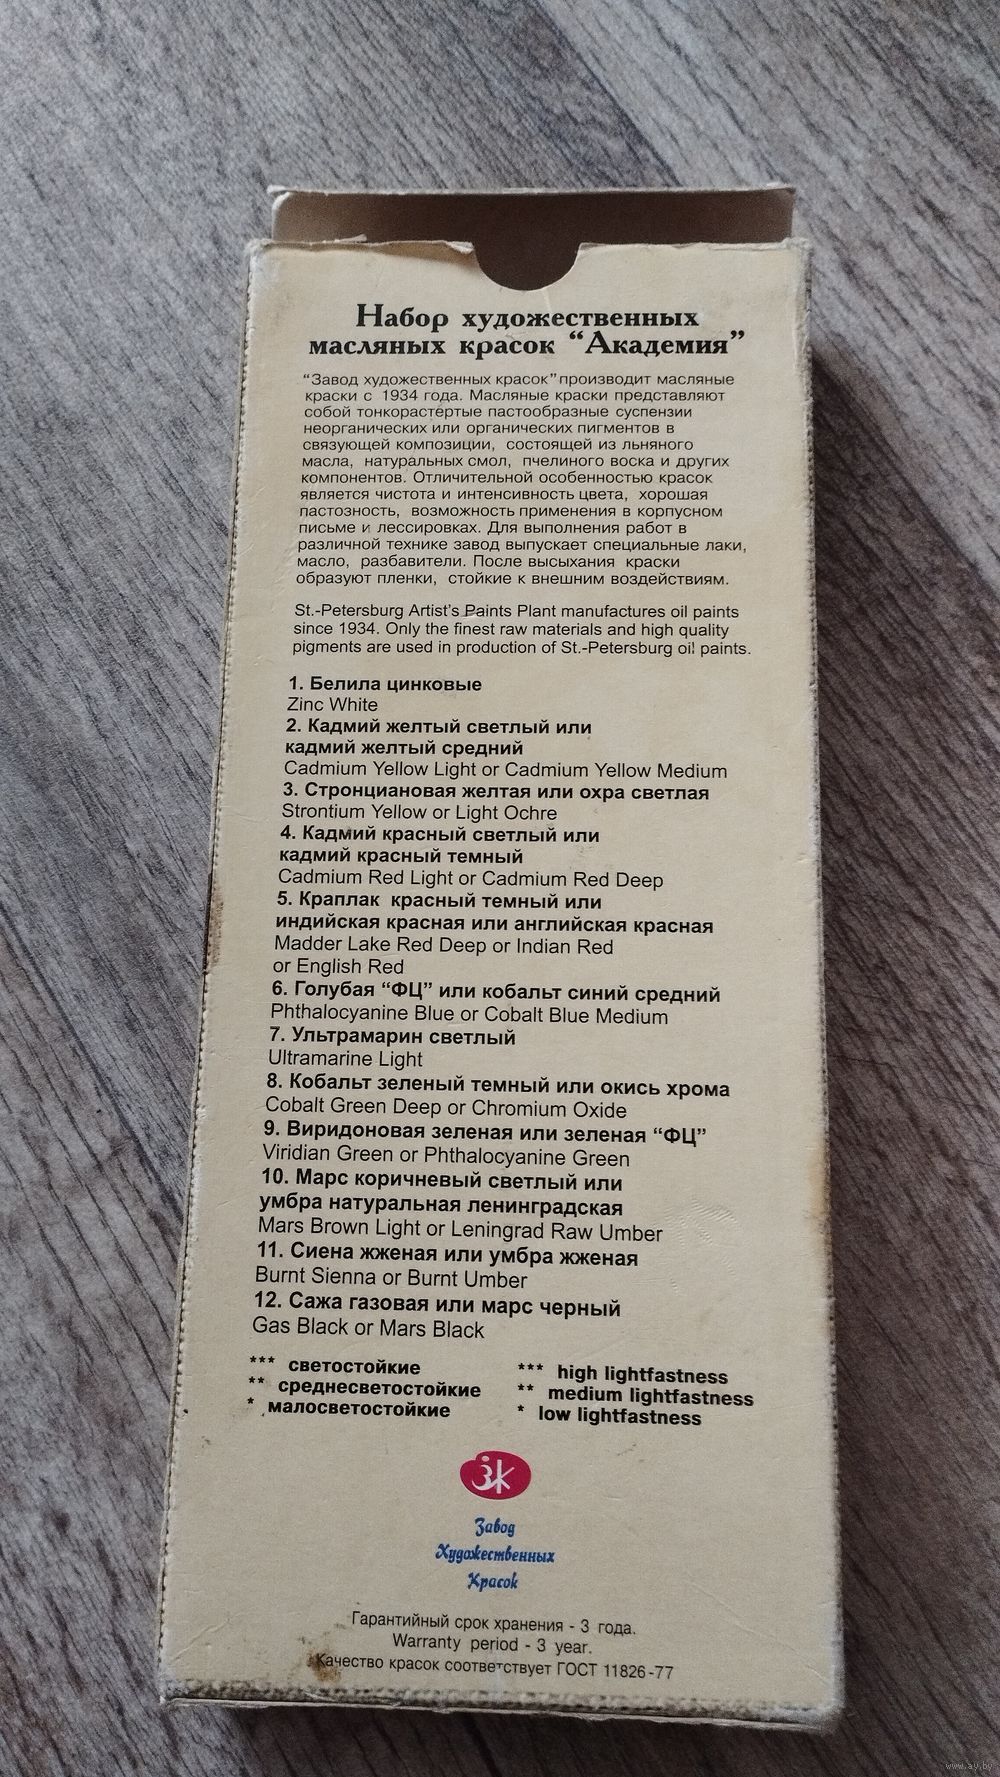 Набор художественных
масляных красок “Академия”
“Завод художественных красок”производит масляные
краски с 1934 года. Масляные краски представляют
собой тонкорастертые пастообразные суспензии
неорганических или органических пигментов в
связующей композиции, состоящей из льняного
масла, натуральных смол, пчелиного воска и других
компонентов. Отличительной особенностью красок
является чистота и интенсивность цвета, хорошая
пастозность, возможность применения в корпусном
письме и лессировках. Для выполнения работ в
различной технике завод выпускает специальные лаки,
масло, разбавители. После высыхания краски
образуют пленки, стойкие к внешним воздействиям.
St.-Petersburg Artist's Paints Plant manufactures oil paints
since 1934. Only the finest raw materials and high quality
pigments are used in production of St.-Petersburg oil paints.
1. Белила цинковые
Zinc White
2. Кадмий желтый светлый или
кадмий желтый средний
Cadmium Yellow Light or Cadmium Yellow Medium
3. Стронциановая желтая или охра светлая
Strontium Yellow or Light Ochre
4. Кадмий красный светлый или
кадмий красный темный
Cadmium Red Light or Cadmium Red Deep
5. Краплак красный темный или
индийская красная или английская красная
Madder Lake Red Deep or Indian Red
or English Red
6. Голубая “ФЦ” или кобальт синий средний
Phthalocyanine Blue or Cobalt Blue Medium
7. Ультрамарин светлый
Ultramarine Light
8. Кобальт зеленый темный или окись хрома
Cobalt Green Deep or Chromium Oxide
9. Виридоновая зеленая или зеленая “ФЦ”
Viridian Green or Phthalocyanine Green
10. Марс коричневый светлый или
умбра натуральная ленинградская
Mars Brown Light or Leningrad Raw Umber
11. Сиена жженая или умбра жженая
Burnt Sienna or Burnt Umber
12. Сажа газовая или марс черный
Gas Black or Mars Black
*** светостойкие
** среднесветостойкие
* малосветостойкие
*** high lightfastness
** medium lightfastness
* low lightfastness
зхк
Завод
Художественных
Красок
Гарантийный срок хранения - 3 года.
Warranty period - 3 year.
Качество красок соответствует ГОСТ 11826-77
www.ay.by